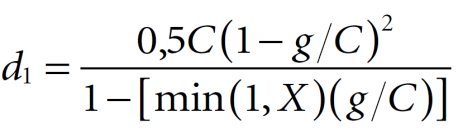 d₁ = 0,5C(1 − g/C)² / 1 − [min(1, X)(g/C)]